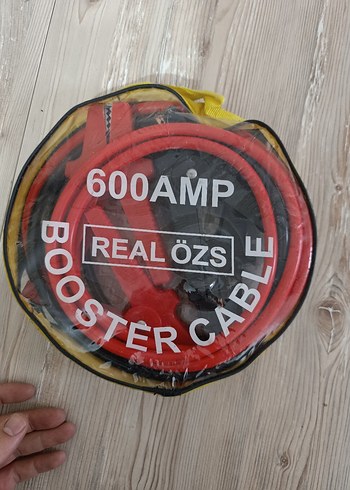 600AMP
REAL ÖZS
BOOSTER CABLE